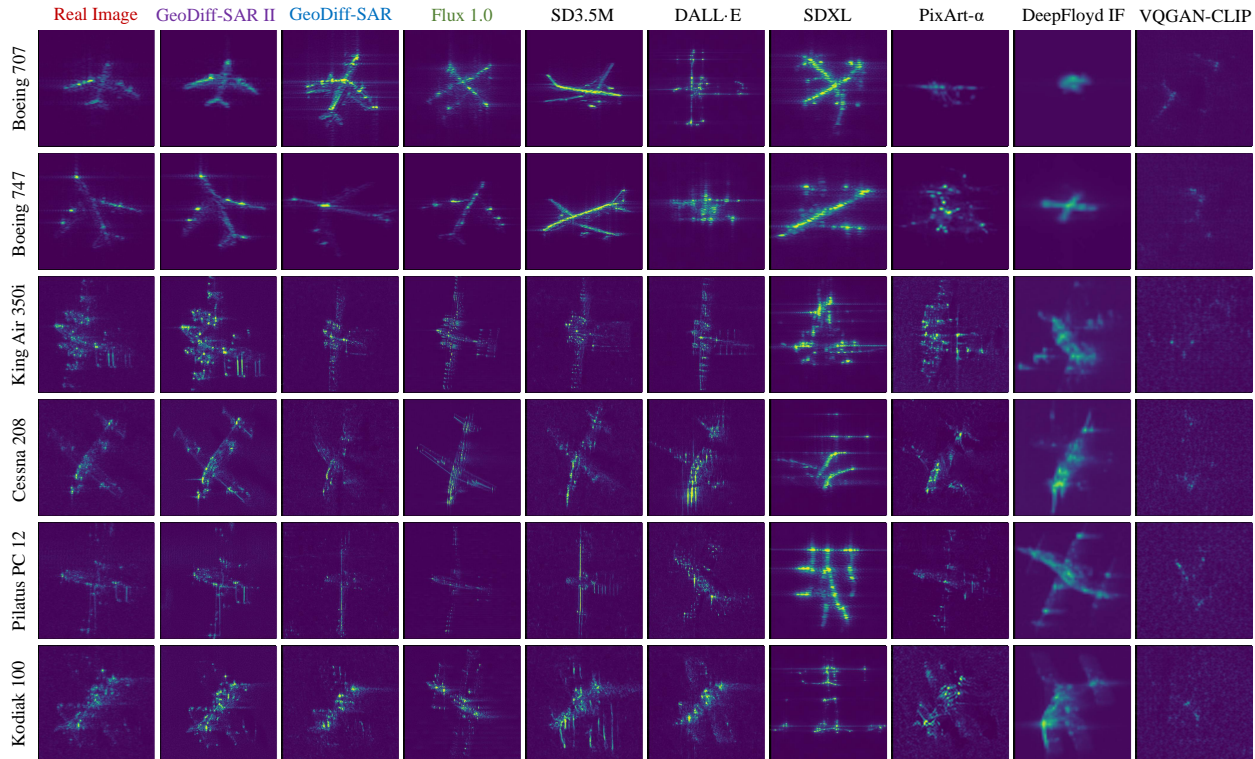 Real Image
GeoDiff-SAR II
GeoDiff-SAR
Flux 1.0
SD3.5M
DALL·E
SDXL
PixArt-α
DeepFloyd IF
VQGAN-CLIP
Boeing 707
Boeing 747
King Air 350i
Cessna 208
Pilatus PC 12
Kodiak 100